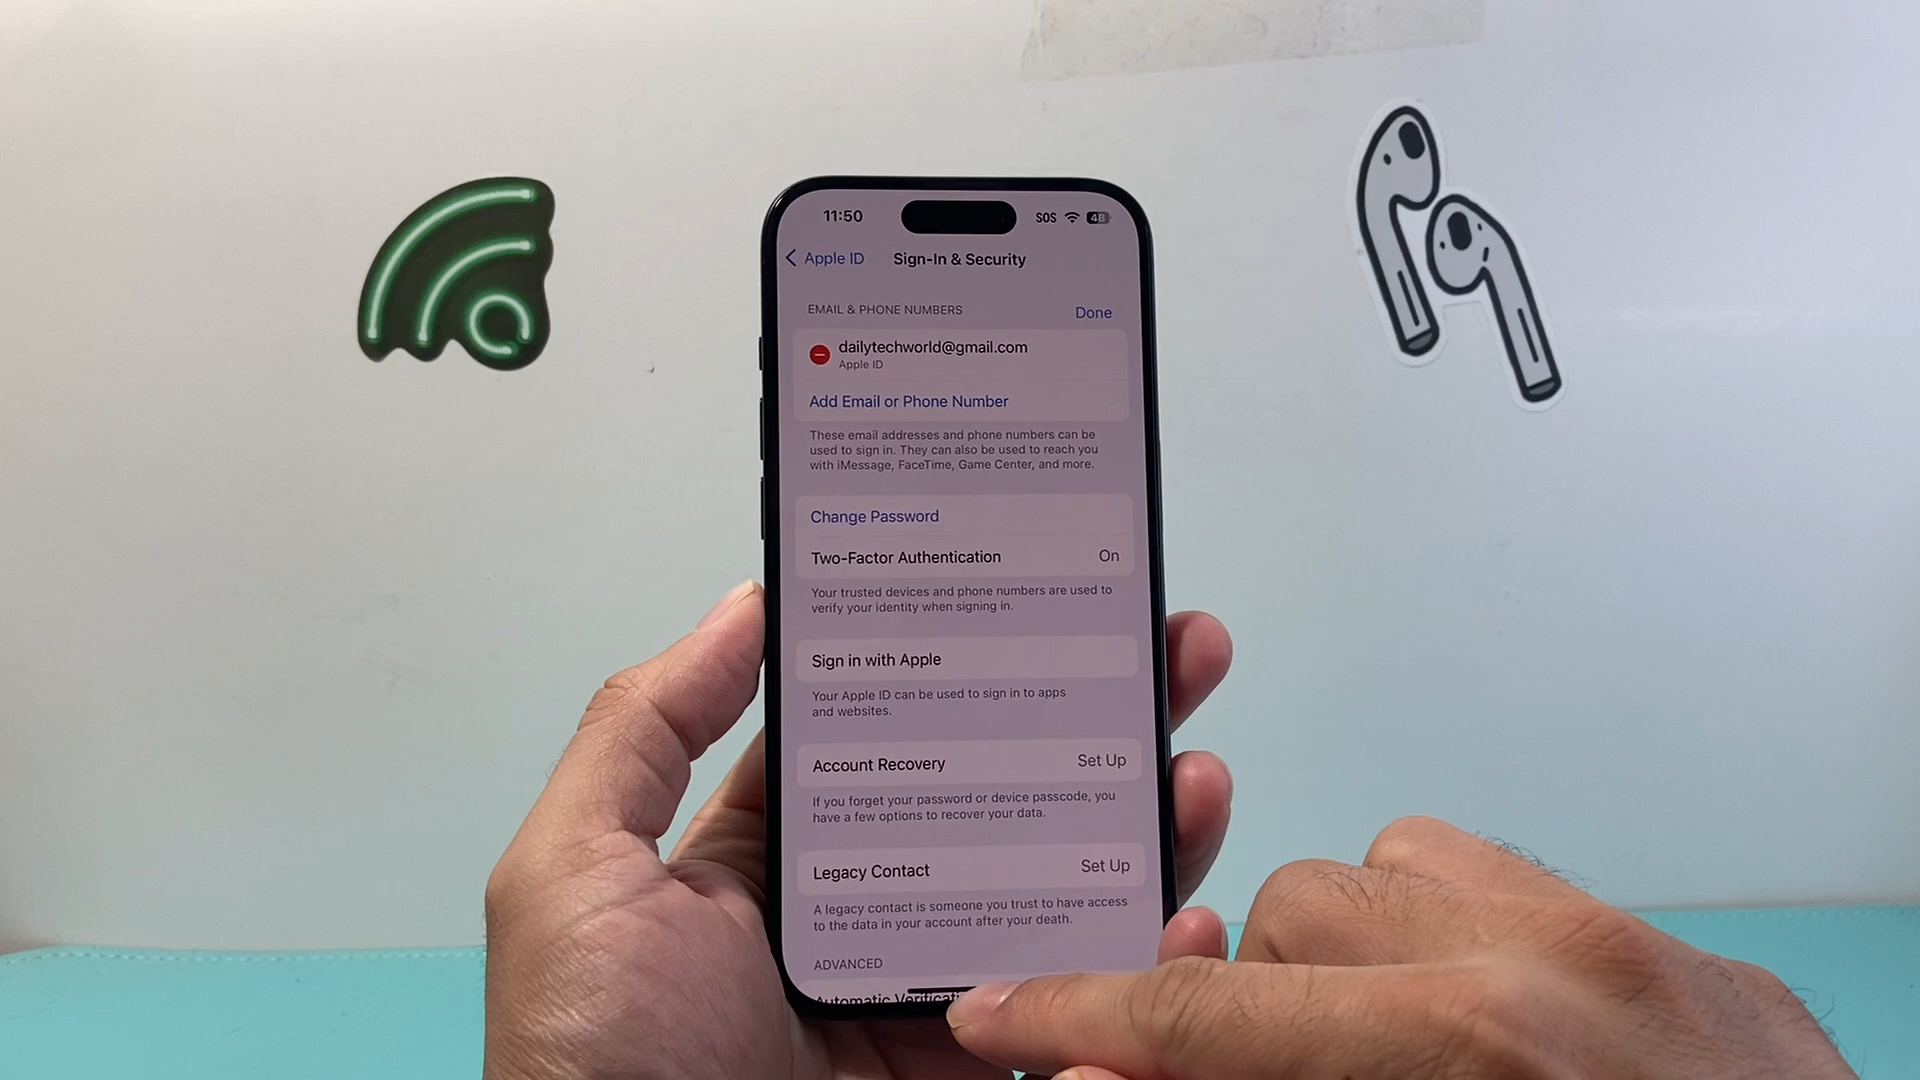 11:50
SOS
48
Apple ID
Sign-In & Security
EMAIL & PHONE NUMBERS
Done
dailytechworld@gmail.com
Apple ID
Add Email or Phone Number
These email addresses and phone numbers can be
used to sign in. They can also be used to reach you
with iMessage, FaceTime, Game Center, and more.
Change Password
Two-Factor Authentication
On
Your trusted devices and phone numbers are used to
verify your identity when signing in.
Sign in with Apple
Your Apple ID can be used to sign in to apps
and websites.
Account Recovery
Set Up
If you forget your password or device passcode, you
have a few options to recover your data.
Legacy Contact
Set Up
A legacy contact is someone you trust to have access
to the data in your account after your death.
ADVANCED
Automatic